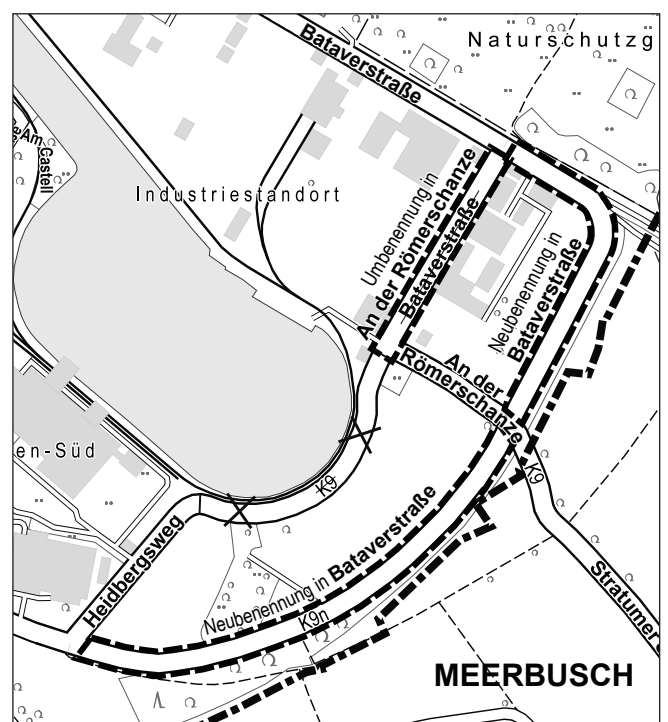 Naturschutzg
Bataverstraße
Am Castell
Industriestandort
Umbenennung in
An der Römerschanze
Bataverstraße
Neubenennung in
Bataverstraße
An der
Römerschanze
en-Süd
K9
K9
Heidbergsweg
Neubenennung in Bataverstraße
K9n
Stratumer
MEERBUSCH